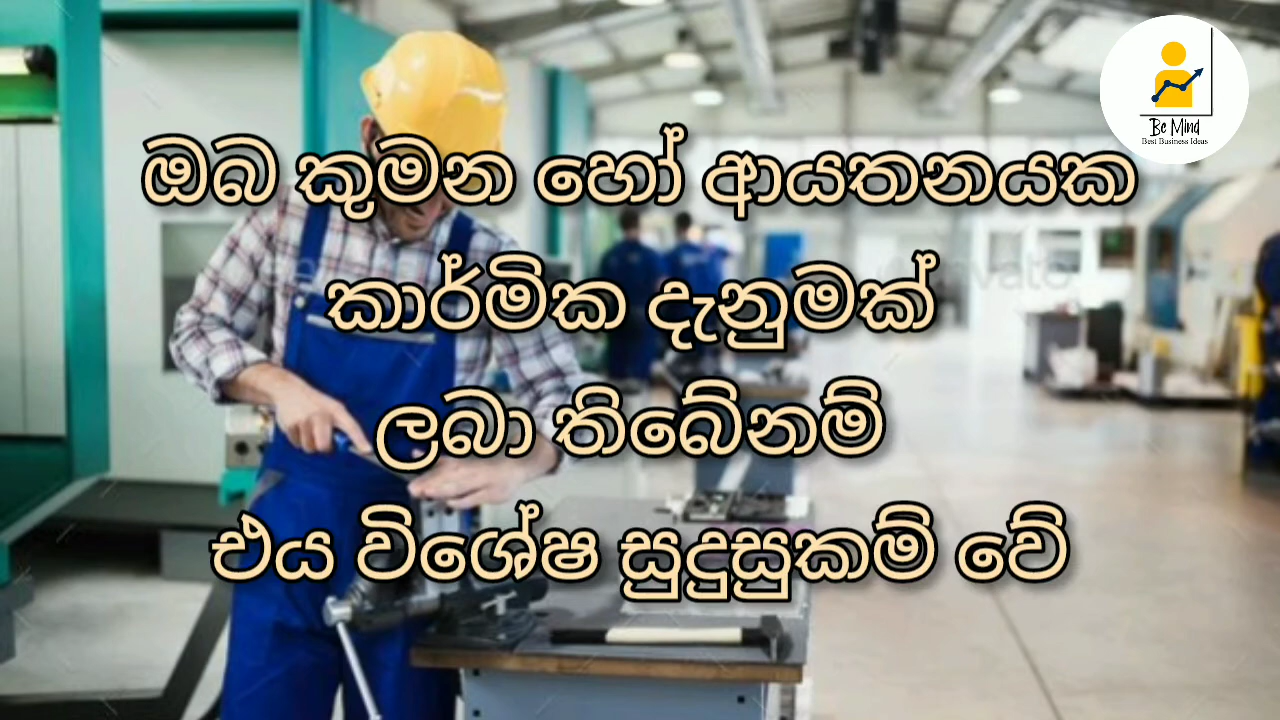 Be Mind
Best Business Ideas
ඔබ කුමන හෝ ආයතනයක
කාර්මික දැනුමක්
ලබා තිබේනම්
එය විශේෂ සුදුසුකම් වේ